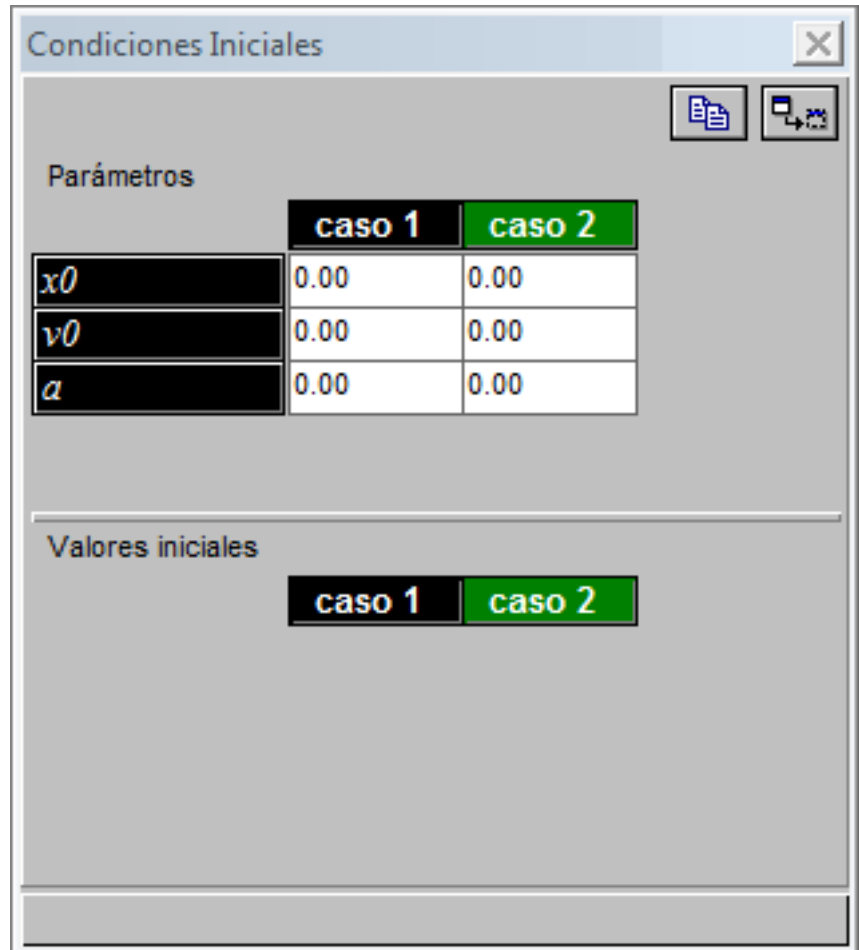 Condiciones Iniciales
Parámetros
caso 1 caso 2
x0 0.00 0.00
v0 0.00 0.00
a 0.00 0.00
Valores iniciales
caso 1 caso 2